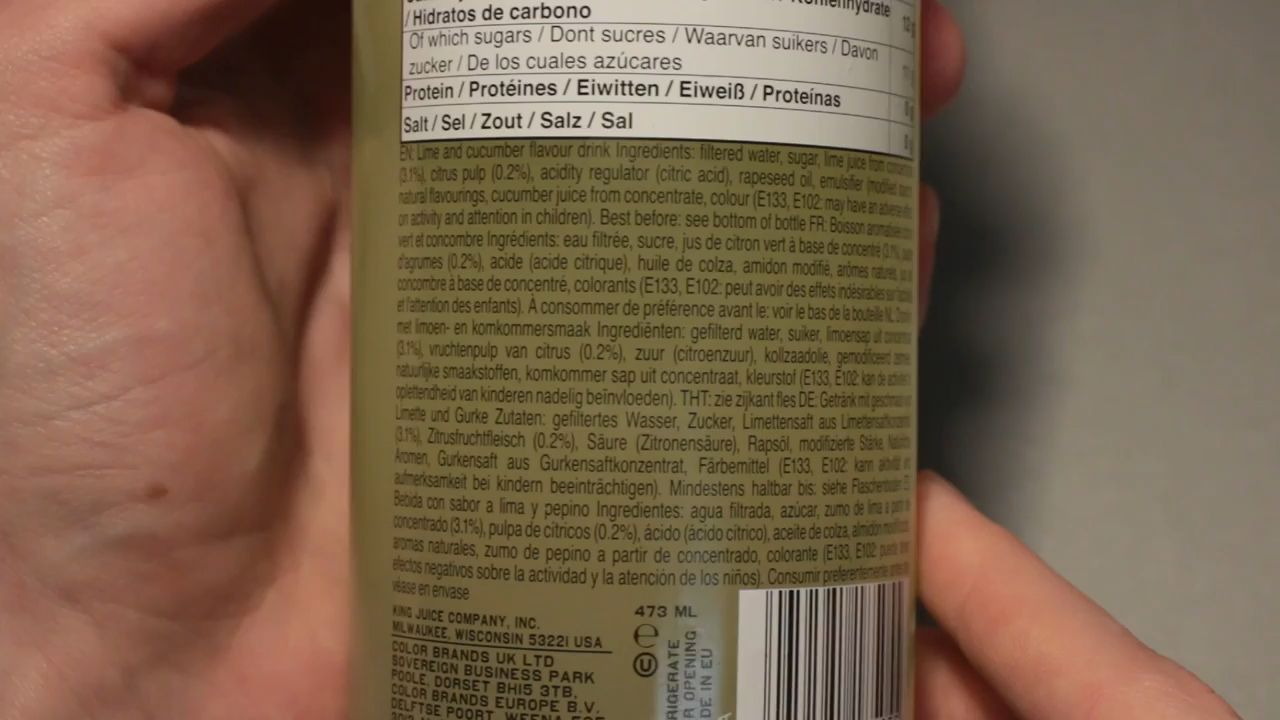 Kohlenhydrate
/ Hidratos de carbono
Of which sugars / Dont sucres / Waarvan suikers / Davon
zucker / De los cuales azúcares
Protein / Protéines / Eiwitten / Eiweiß / Proteínas
Salt / Sel / Zout / Salz / Sal
EN: Lime and cucumber flavour drink Ingredients: filtered water, sugar, lime juice from
(3.1%), citrus pulp (0.2%), acidity regulator (citric acid), rapeseed oil, emulsifier
natural flavourings, cucumber juice from concentrate, colour (E133, E102: may have an adverse
on activity and attention in children). Best before: see bottom of bottle FR: Boisson
vert et concombre Ingrédients: eau filtrée, sucre, jus de citron vert à base de concentré (3.1%,
d'agrumes (0.2%), acide (acide citrique), huile de colza, amidon modifié, arômes naturels,
concombre à base de concentré, colorants (E133, E102: peut avoir des effets indésirables sur
et l'attention des enfants). À consommer de préférence avant le: voir le bas de la bouteille NL
met limoen- en komkommersmaak Ingrediënten: gefilterd water, suiker, limoensap uit
(3.1%), vruchtenpulp van citrus (0.2%), zuur (citroenzuur), kollzaadolie, gemodificeerd
natuurlijke smaakstoffen, komkommer sap uit concentraat, kleurstof (E133, E102: kan de
oplettendheid van kinderen nadelig beïnvloeden). THT: zie zijkant fles DE: Getränk mit
Limette und Gurke Zutaten: gefiltertes Wasser, Zucker, Limettensaft aus
(3.1%), Zitrusfruchtfleisch (0.2%), Säure (Zitronensäure), Rapsöl, modifizierte Stärke,
Aromen, Gurkensaft aus Gurkensaftkonzentrat, Färbemittel (E133, E102: kann
aufmerksamkeit bei kindern beeinträchtigen). Mindestens haltbar bis: siehe
Bebida con sabor a lima y pepino Ingredientes: agua filtrada, azúcar, zumo de lima a partir
concentrado (3.1%), pulpa de cítricos (0.2%), ácido (ácido cítrico), aceite de colza, almidón
aromas naturales, zumo de pepino a partir de concentrado, colorante (E133, E102:
efectos negativos sobre la actividad y la atención de los niños). Consumir preferentemente
véase en envase
KING JUICE COMPANY, INC.
MILWAUKEE, WISCONSIN 53221 USA
COLOR BRANDS UK LTD
SOVEREIGN BUSINESS PARK
POOLE, DORSET BH15 3TB,
COLOR BRANDS EUROPE B.V.
DELFTSE POORT, WEENA
473 ML
e
U
OPENING
IN EU